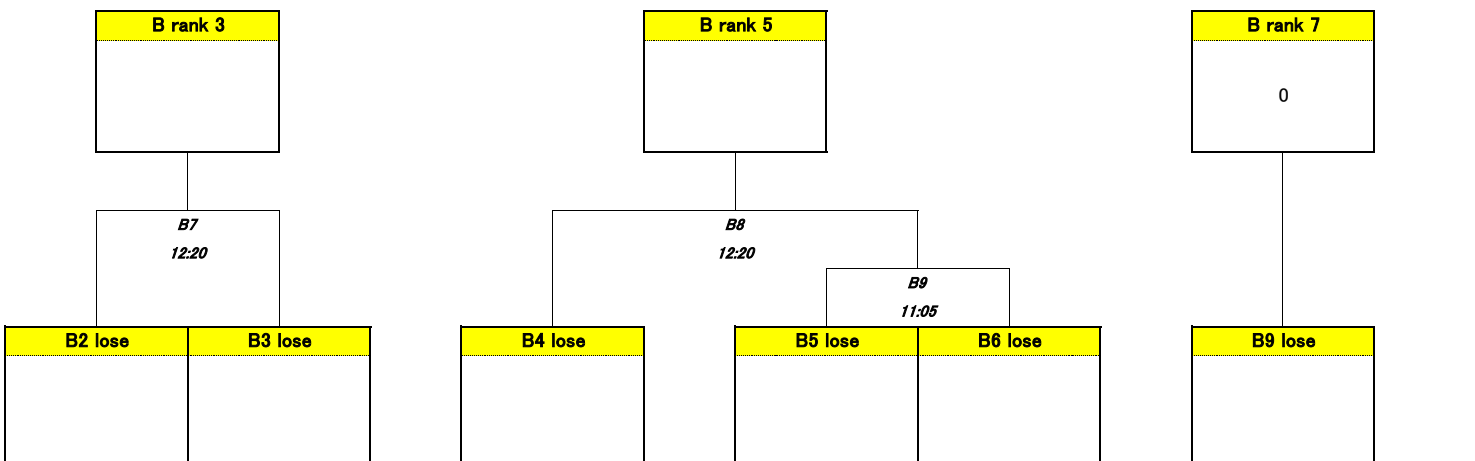 B rank 3
B rank 5
B rank 7
0
B7
12:20
B8
12:20
B9
11:05
B2 lose
B3 lose
B4 lose
B5 lose
B6 lose
B9 lose